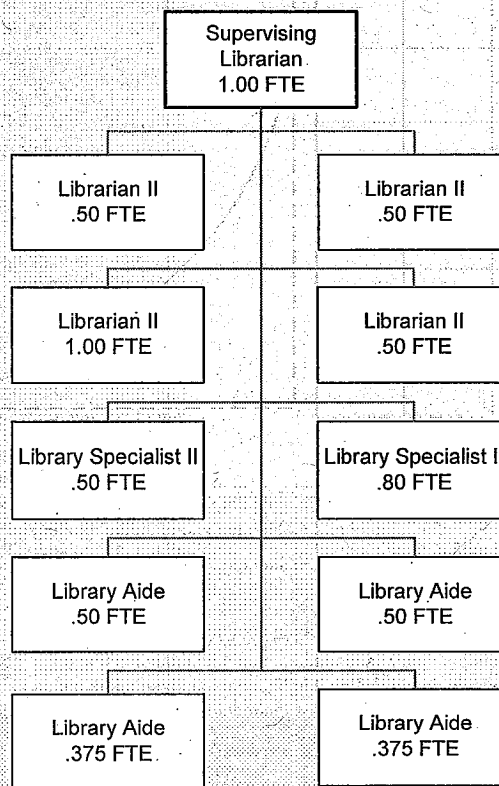 Supervising
Librarian
1.00 FTE
Librarian II
.50 FTE
Librarian II
.50 FTE
Librarian II
1.00 FTE
Librarian II
.50 FTE
Library Specialist II
.50 FTE
Library Specialist I
.80 FTE
Library Aide
.50 FTE
Library Aide
.50 FTE
Library Aide
.375 FTE
Library Aide
.375 FTE